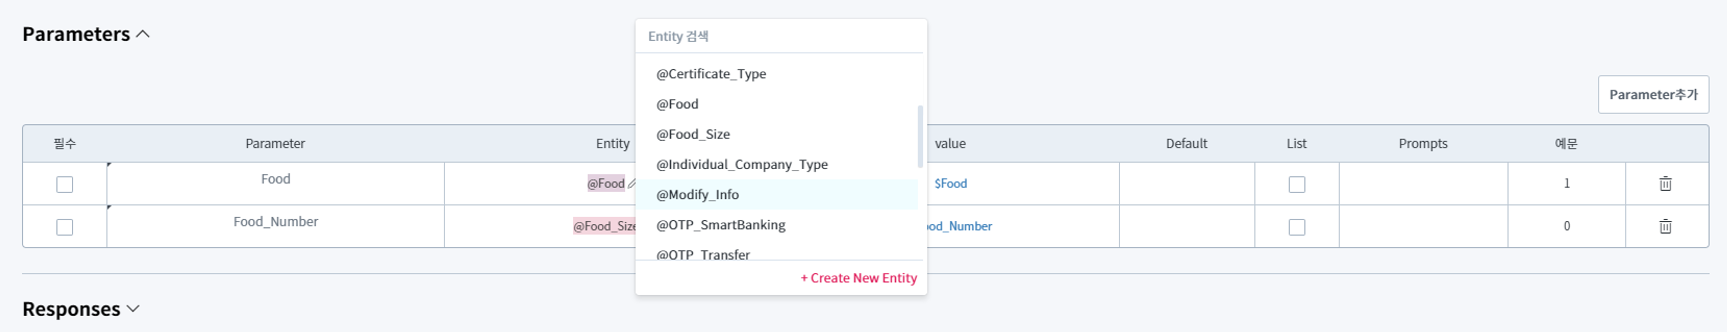 Parameters
Entity 검색
@Certificate_Type
@Food
@Food_Size
@Individual_Company_Type
@Modify_Info
@OTP_SmartBanking
@OTP_Transfer
+ Create New Entity
Parameter추가
필수 Parameter Entity value Default List Prompts 예문
Food @Food $Food 1
Food_Number @Food_Size ood_Number 0
Responses